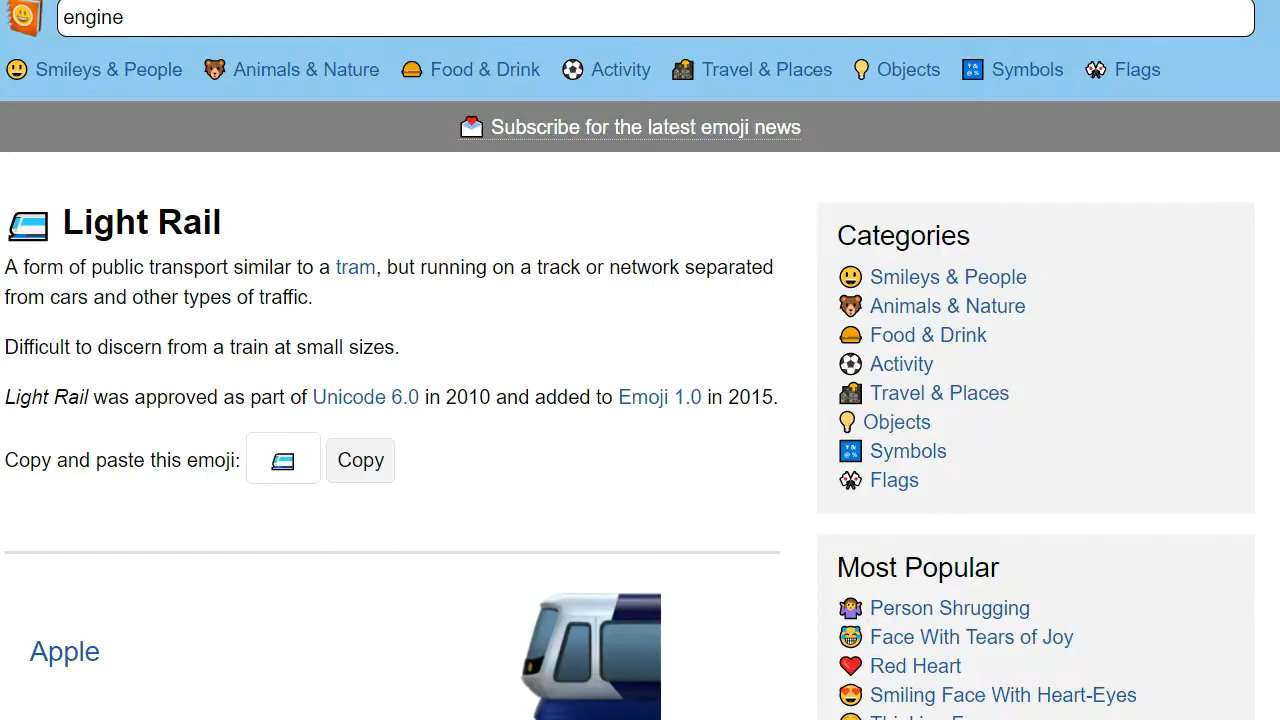 engine
Smileys & People Animals & Nature Food & Drink Activity Travel & Places Objects Symbols Flags
Subscribe for the latest emoji news
Light Rail
A form of public transport similar to a tram, but running on a track or network separated
from cars and other types of traffic.
Difficult to discern from a train at small sizes.
Light Rail was approved as part of Unicode 6.0 in 2010 and added to Emoji 1.0 in 2015.
Copy and paste this emoji: Copy
Apple
Categories
Smileys & People
Animals & Nature
Food & Drink
Activity
Travel & Places
Objects
Symbols
Flags
Most Popular
Person Shrugging
Face With Tears of Joy
Red Heart
Smiling Face With Heart-Eyes